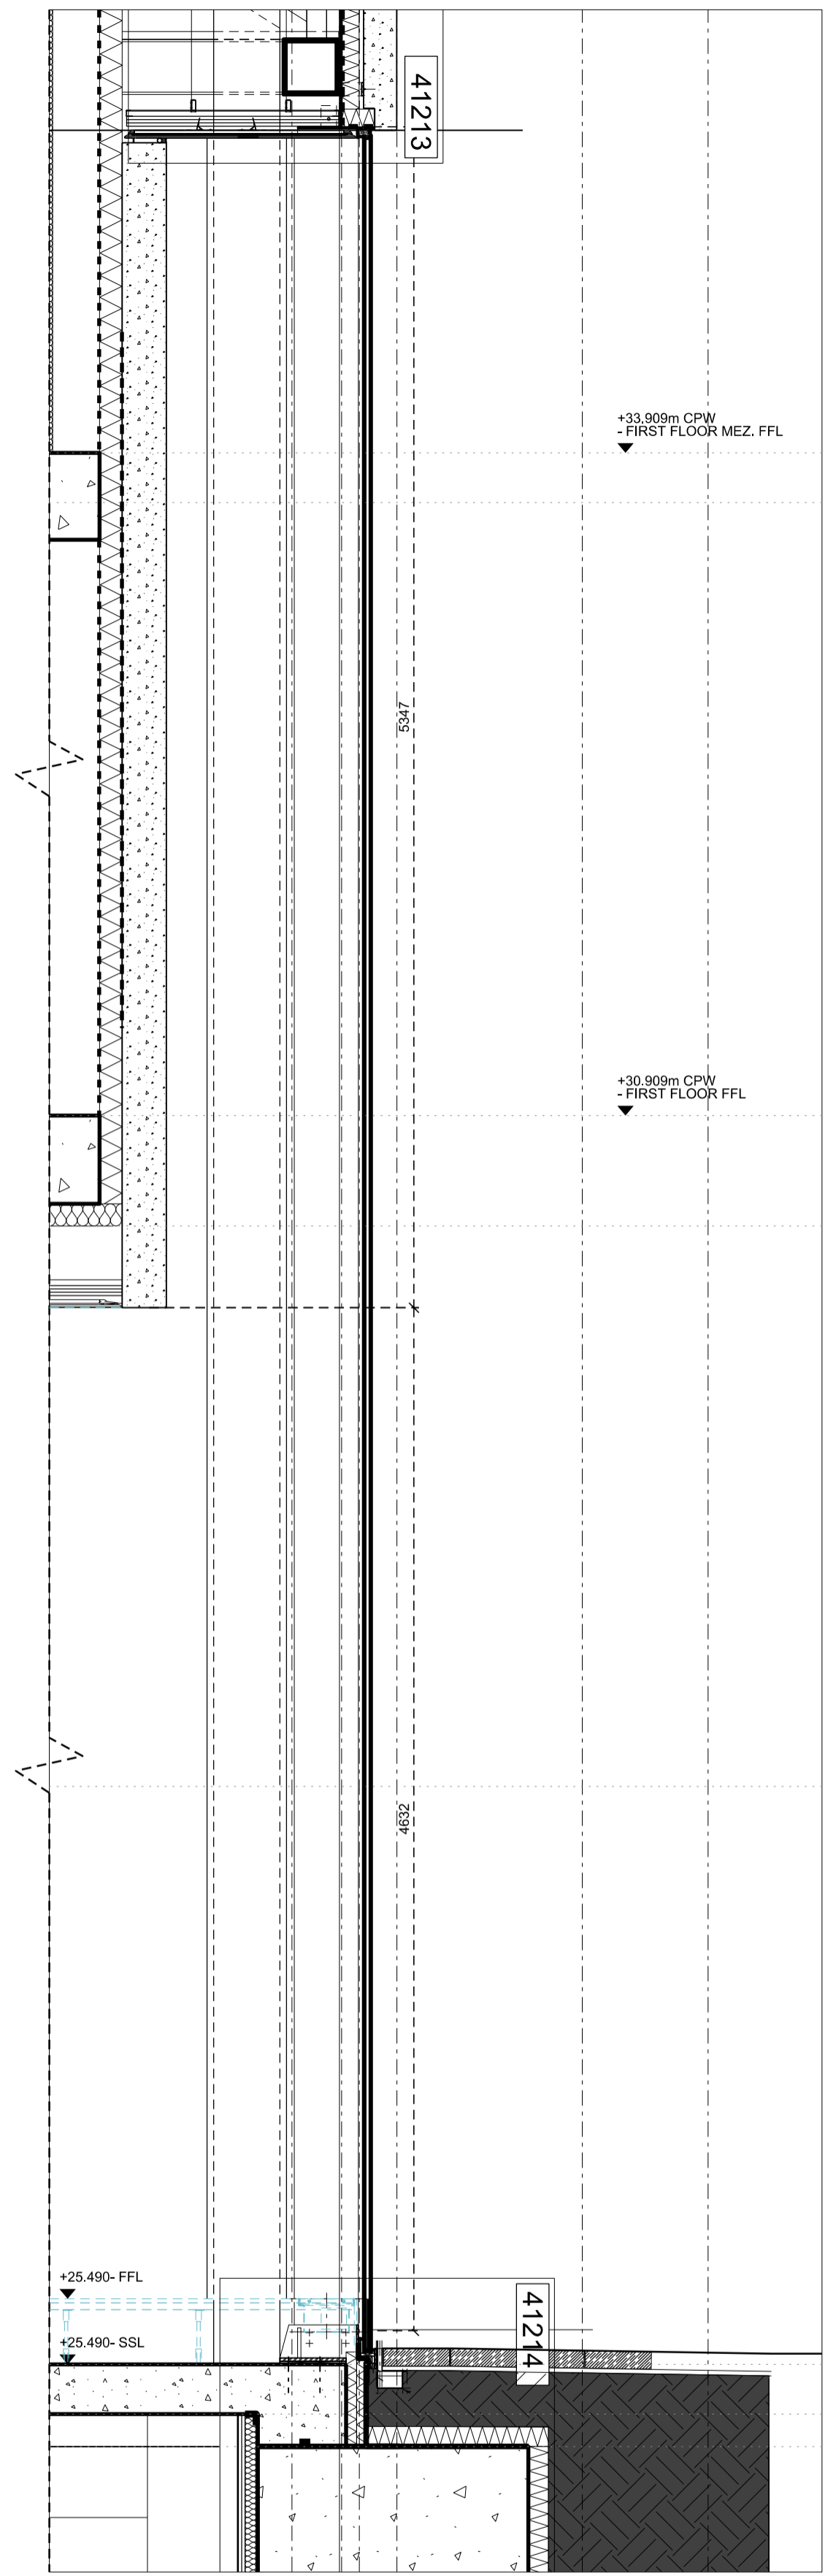 41213
+33.909m CPW
- FIRST FLOOR MEZ. FFL
5347
+30.909m CPW
- FIRST FLOOR FFL
4632
+25.490- FFL
+25.490- SSL
41214